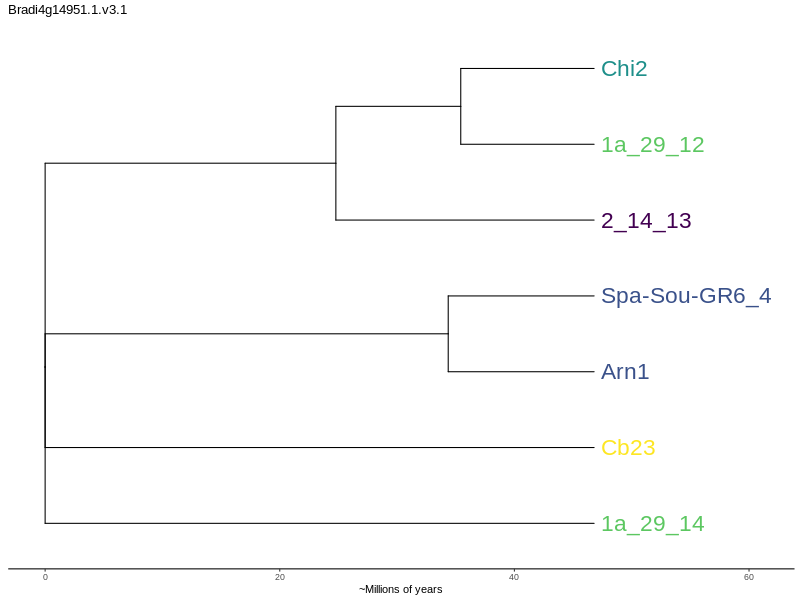 Bradi4g14951.1.v3.1
Chi2
1a_29_12
2_14_13
Spa-Sou-GR6_4
Arn1
Cb23
1a_29_14
0 20 40 60
~Millions of years